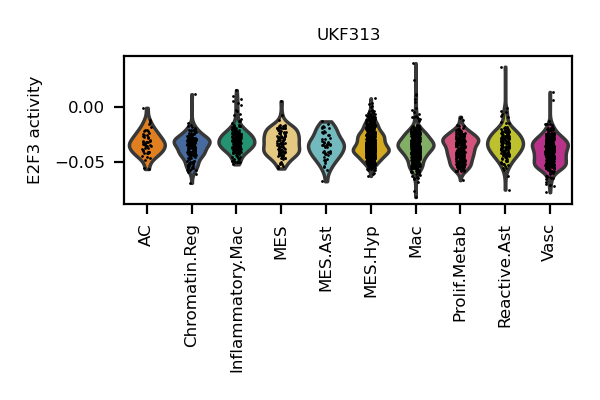 UKF313
E2F3 activity
0.00
−0.05
AC
Chromatin.Reg
Inflammatory.Mac
MES
MES.Ast
MES.Hyp
Mac
Prolif.Metab
Reactive.Ast
Vasc